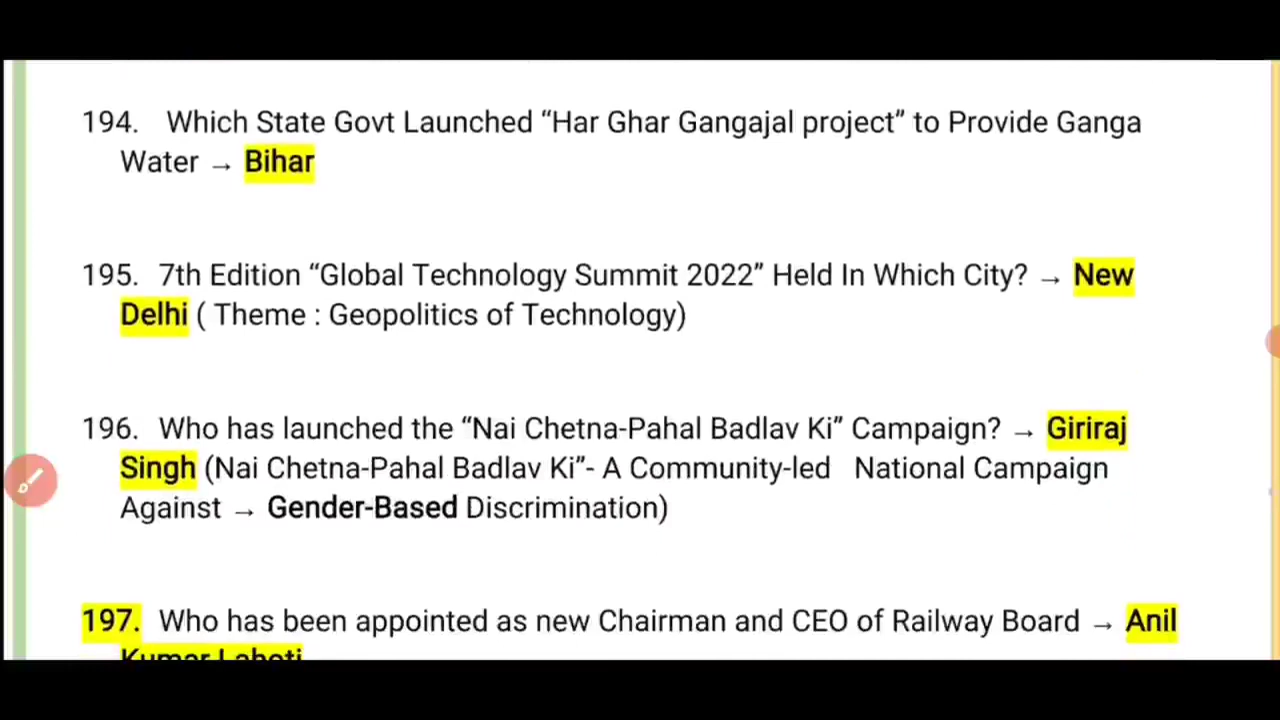 194. Which State Govt Launched “Har Ghar Gangajal project” to Provide Ganga
Water → Bihar
195. 7th Edition “Global Technology Summit 2022” Held In Which City? → New
Delhi ( Theme : Geopolitics of Technology)
196. Who has launched the “Nai Chetna-Pahal Badlav Ki” Campaign? → Giriraj
Singh (Nai Chetna-Pahal Badlav Ki”- A Community-led National Campaign
Against → Gender-Based Discrimination)
197. Who has been appointed as new Chairman and CEO of Railway Board → Anil
Kumar Lahoti